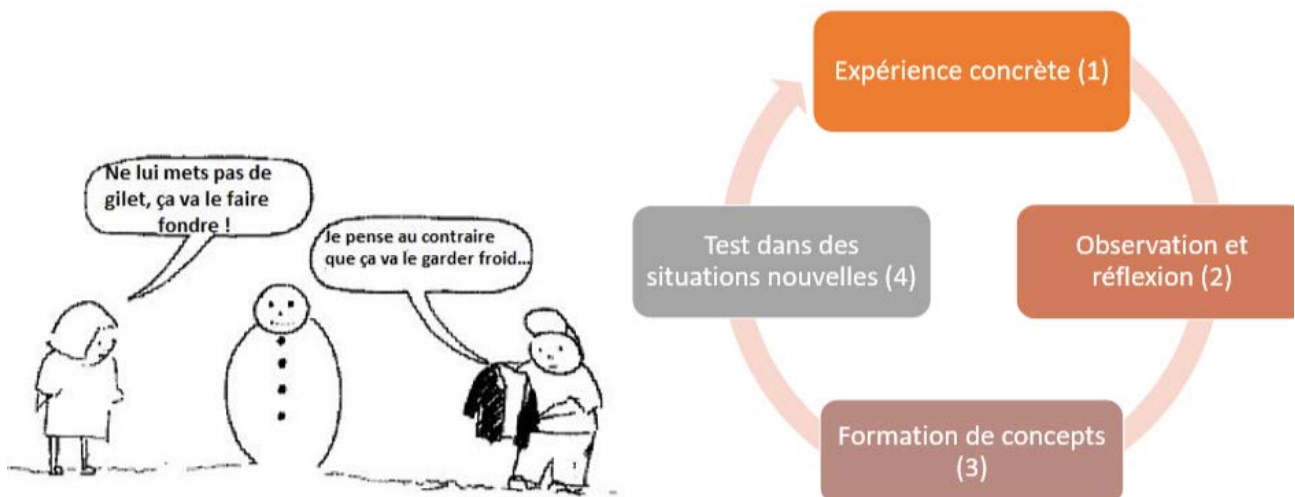 Ne lui mets pas de
gilet, ça va le faire
fondre !
Je pense au contraire
que ça va le garder froid...
Expérience concrète (1)
Observation et
réflexion (2)
Formation de concepts
(3)
Test dans des
situations nouvelles (4)